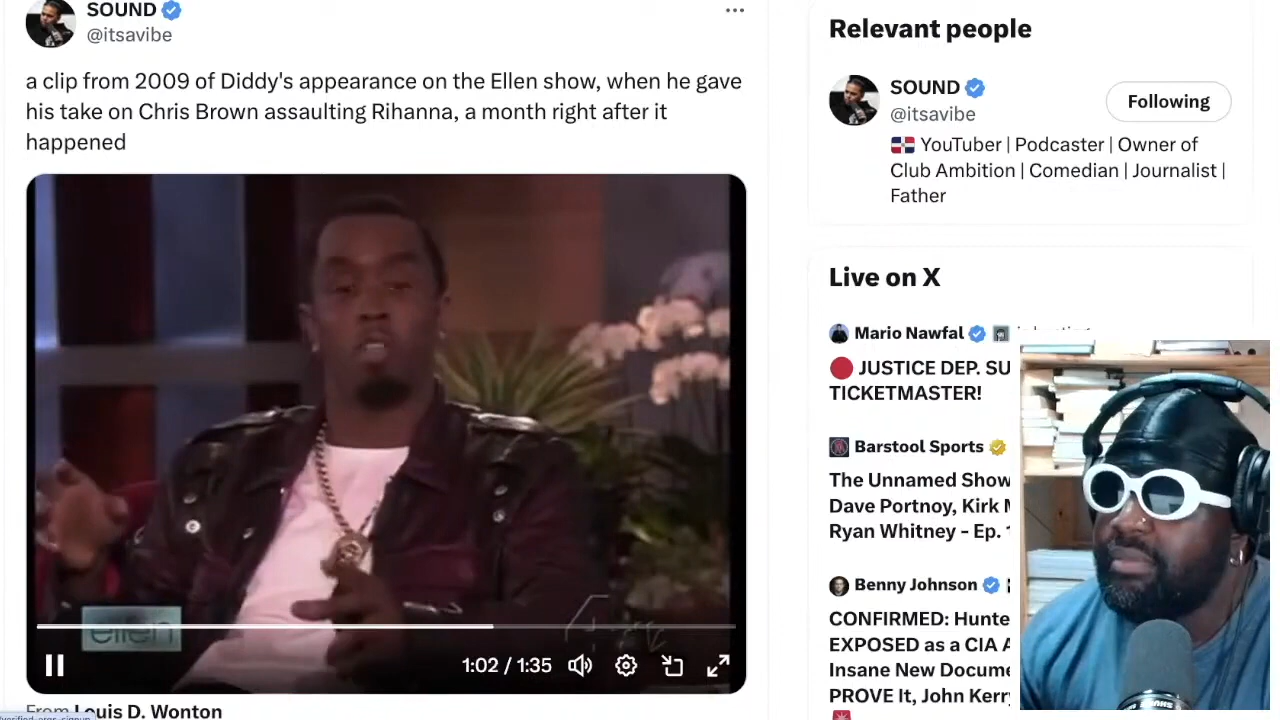 SOUND
@itsavibe
a clip from 2009 of Diddy's appearance on the Ellen show, when he gave
his take on Chris Brown assaulting Rihanna, a month right after it
happened
ellen
1:02 / 1:35
From Louis D. Wonton
Relevant people
SOUND
@itsavibe
Following
YouTuber | Podcaster | Owner of
Club Ambition | Comedian | Journalist |
Father
Live on X
Mario Nawfal
JUSTICE DEP. SU
TICKETMASTER!
Barstool Sports
The Unnamed Show
Dave Portnoy, Kirk M
Ryan Whitney - Ep.
Benny Johnson
CONFIRMED: Hunte
EXPOSED as a CIA A
Insane New Docume
PROVE It, John Kerry